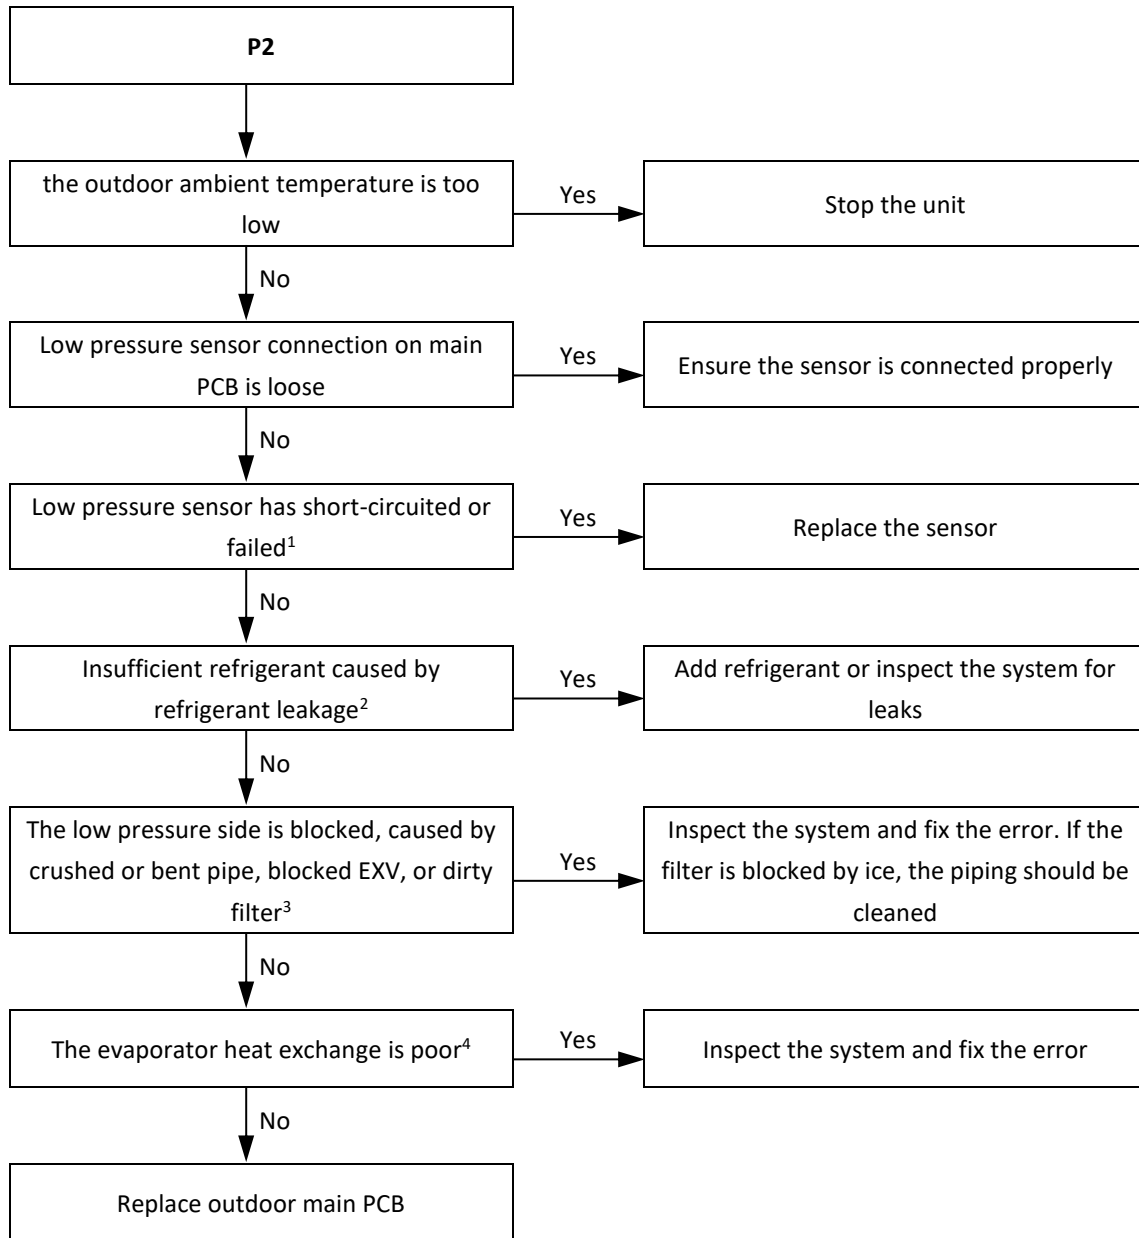 P2
the outdoor ambient temperature is too
low
Yes
Stop the unit
No
Low pressure sensor connection on main
PCB is loose
Yes
Ensure the sensor is connected properly
No
Low pressure sensor has short-circuited or
failed1
Yes
Replace the sensor
No
Insufficient refrigerant caused by
refrigerant leakage2
Yes
Add refrigerant or inspect the system for
leaks
No
The low pressure side is blocked, caused by
crushed or bent pipe, blocked EXV, or dirty
filter3
Yes
Inspect the system and fix the error. If the
filter is blocked by ice, the piping should be
cleaned
No
The evaporator heat exchange is poor4
Yes
Inspect the system and fix the error
No
Replace outdoor main PCB